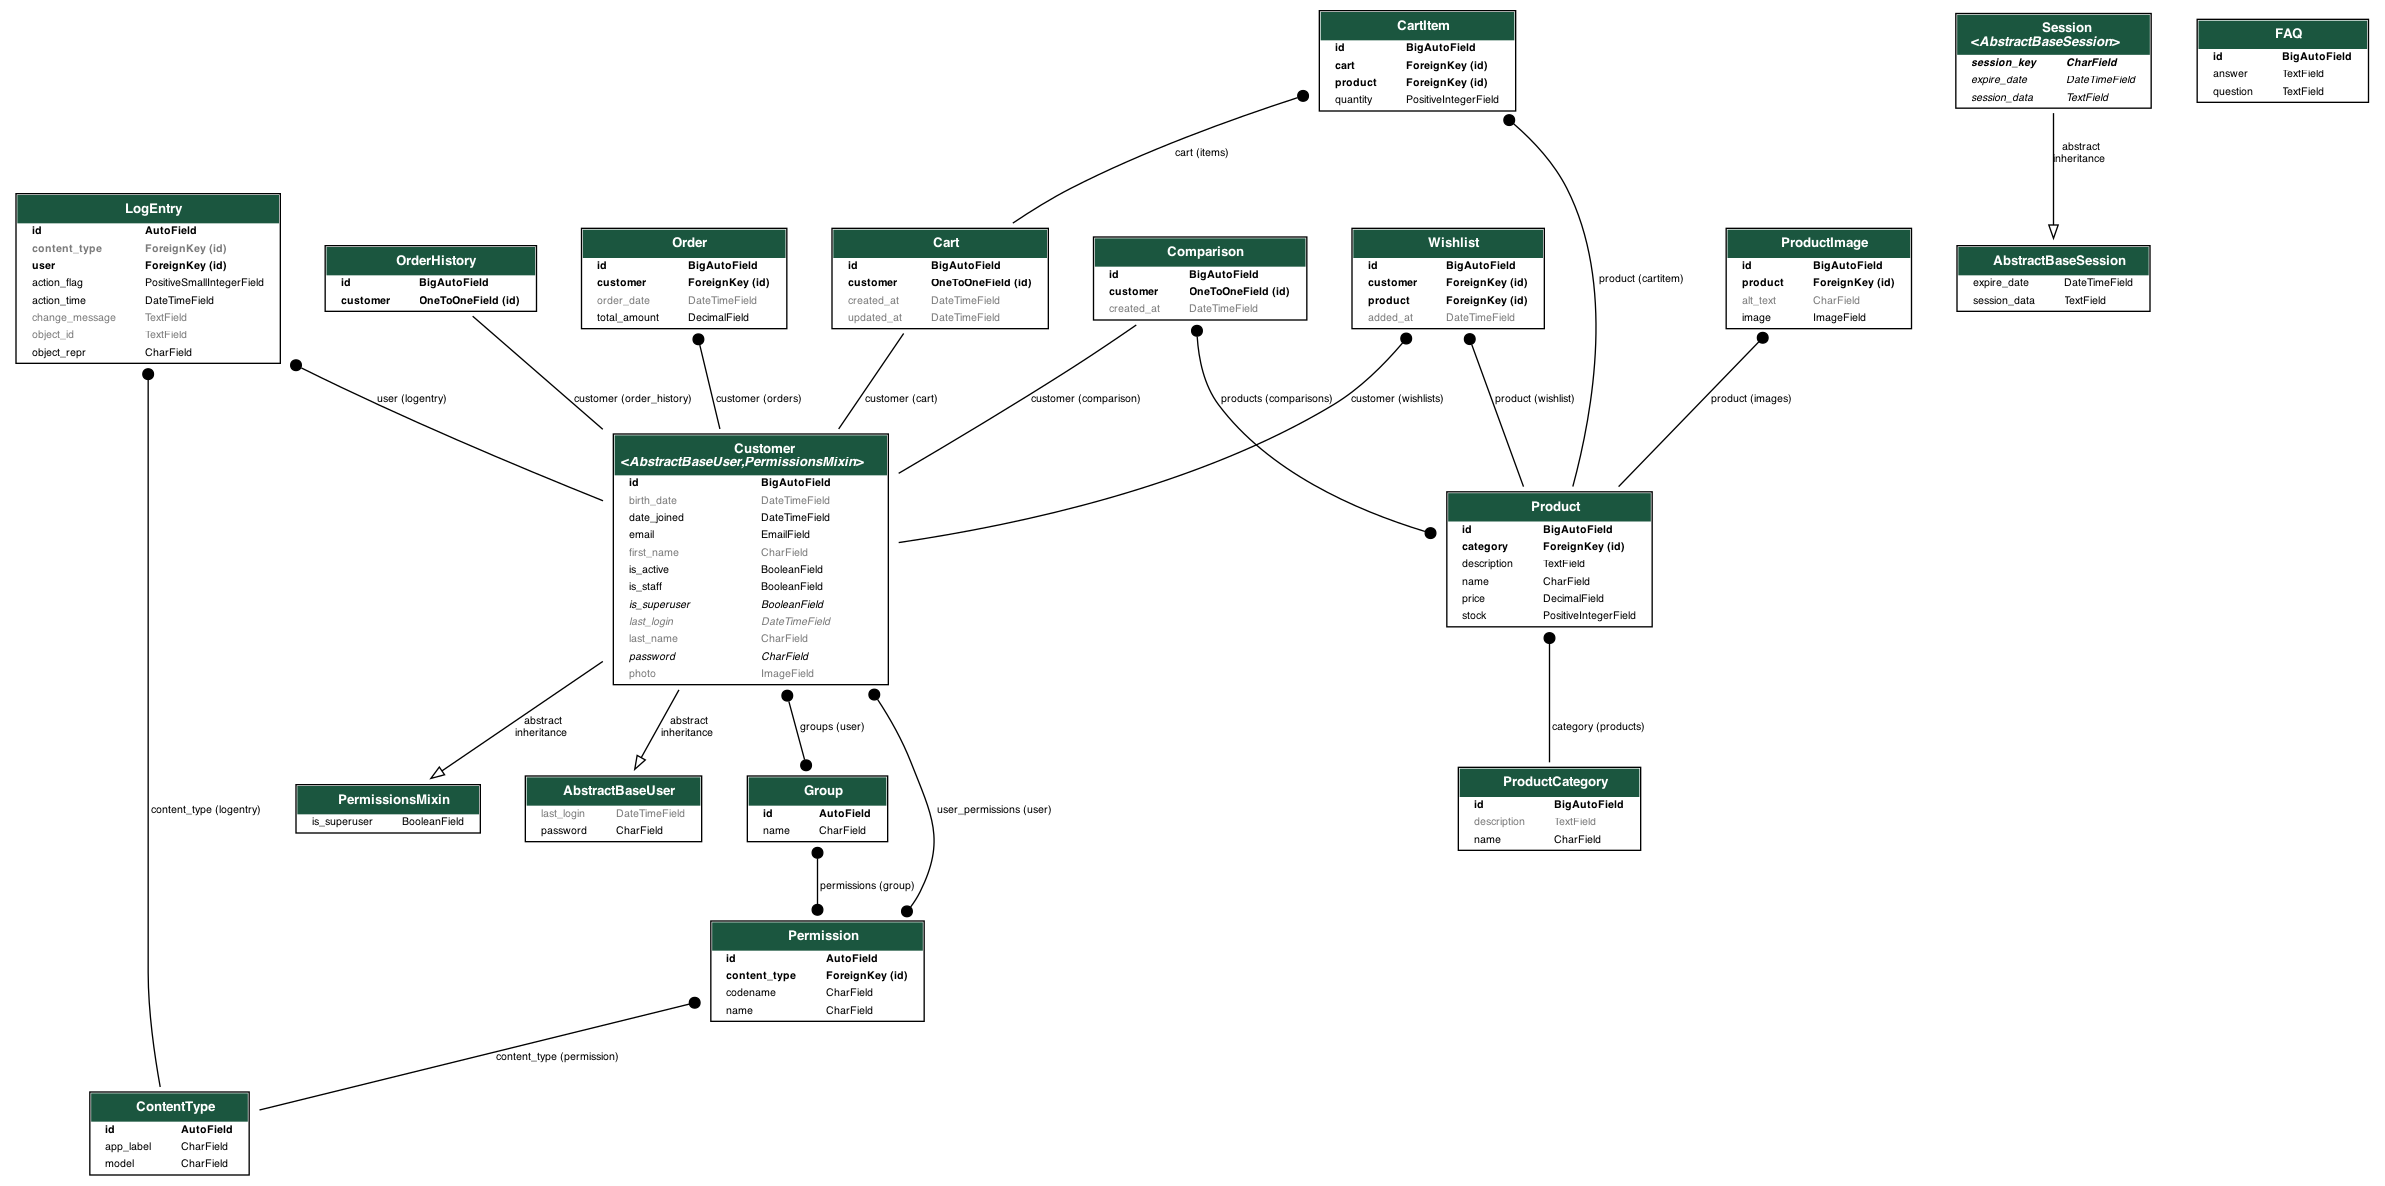 CartItem
id BigAutoField
cart ForeignKey (id)
product ForeignKey (id)
quantity PositiveIntegerField
Session
<AbstractBaseSession>
session_key CharField
expire_date DateTimeField
session_data TextField
FAQ
id BigAutoField
answer TextField
question TextField
cart (items)
abstract
inheritance
LogEntry
id AutoField
content_type ForeignKey (id)
user ForeignKey (id)
action_flag PositiveSmallIntegerField
action_time DateTimeField
change_message TextField
object_id TextField
object_repr CharField
OrderHistory
id BigAutoField
customer OneToOneField (id)
Order
id BigAutoField
customer ForeignKey (id)
order_date DateTimeField
total_amount DecimalField
Cart
id BigAutoField
customer OneToOneField (id)
created_at DateTimeField
updated_at DateTimeField
Comparison
id BigAutoField
customer OneToOneField (id)
created_at DateTimeField
Wishlist
id BigAutoField
customer ForeignKey (id)
product ForeignKey (id)
added_at DateTimeField
product (cartitem)
ProductImage
id BigAutoField
product ForeignKey (id)
alt_text CharField
image ImageField
AbstractBaseSession
expire_date DateTimeField
session_data TextField
user (logentry)
customer (order_history)
customer (orders)
customer (cart)
customer (comparison)
products (comparisons)
customer (wishlists)
product (wishlist)
product (images)
Customer
<AbstractBaseUser,PermissionsMixin>
id BigAutoField
birth_date DateTimeField
date_joined DateTimeField
email EmailField
first_name CharField
is_active BooleanField
is_staff BooleanField
is_superuser BooleanField
last_login DateTimeField
last_name CharField
password CharField
photo ImageField
Product
id BigAutoField
category ForeignKey (id)
description TextField
name CharField
price DecimalField
stock PositiveIntegerField
abstract
inheritance
abstract
inheritance
groups (user)
category (products)
PermissionsMixin
is_superuser BooleanField
AbstractBaseUser
last_login DateTimeField
password CharField
Group
id AutoField
name CharField
user_permissions (user)
content_type (logentry)
ProductCategory
id BigAutoField
description TextField
name CharField
permissions (group)
Permission
id AutoField
content_type ForeignKey (id)
codename CharField
name CharField
content_type (permission)
ContentType
id AutoField
app_label CharField
model CharField